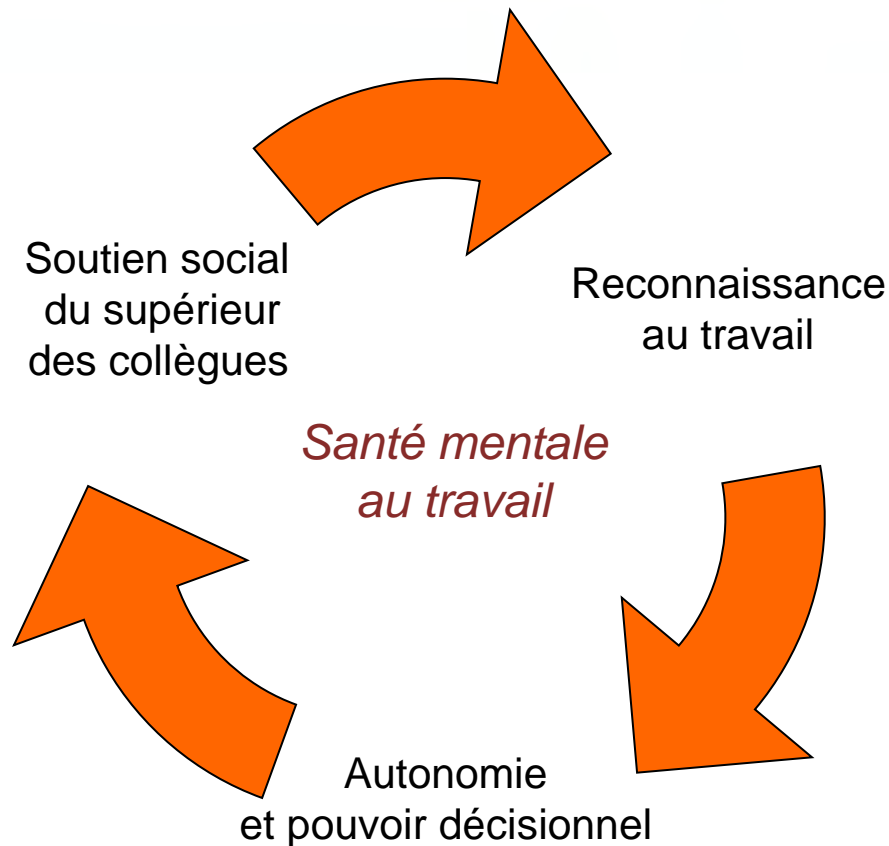 Soutien social
du supérieur
des collègues
Reconnaissance
au travail
Santé mentale
au travail
Autonomie
et pouvoir décisionnel